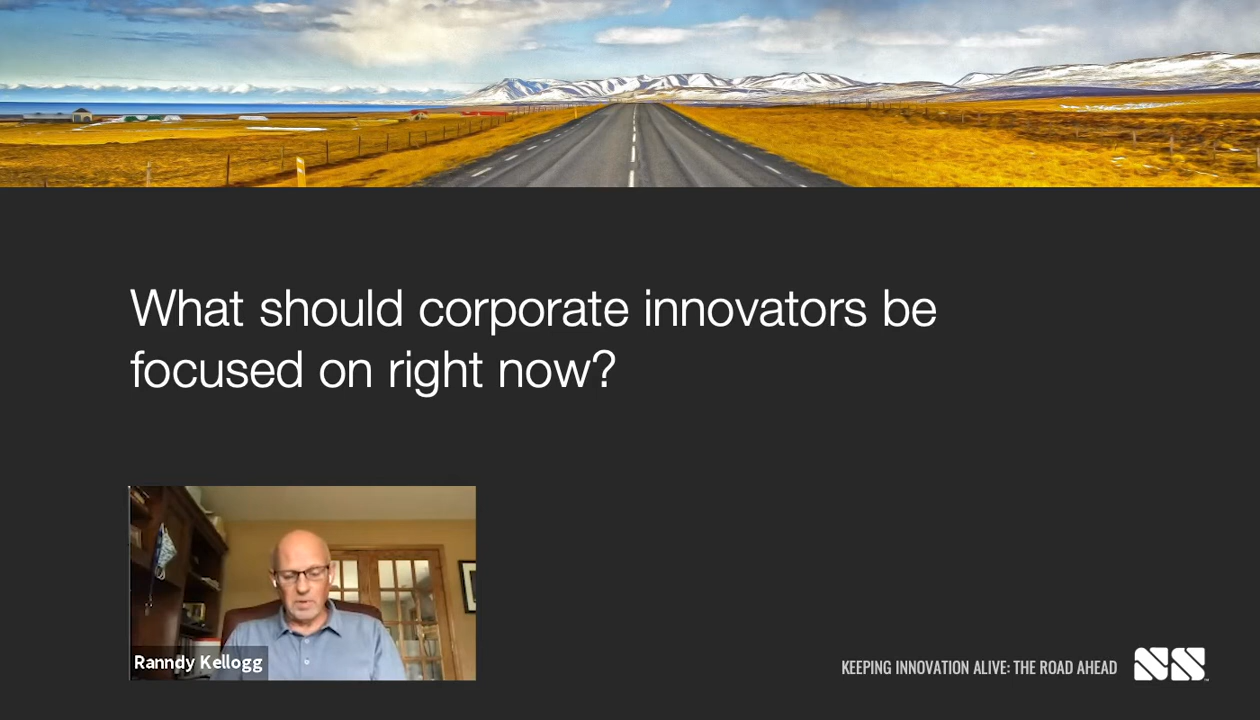 What should corporate innovators be
focused on right now?
Ranndy Kellogg
KEEPING INNOVATION ALIVE: THE ROAD AHEAD